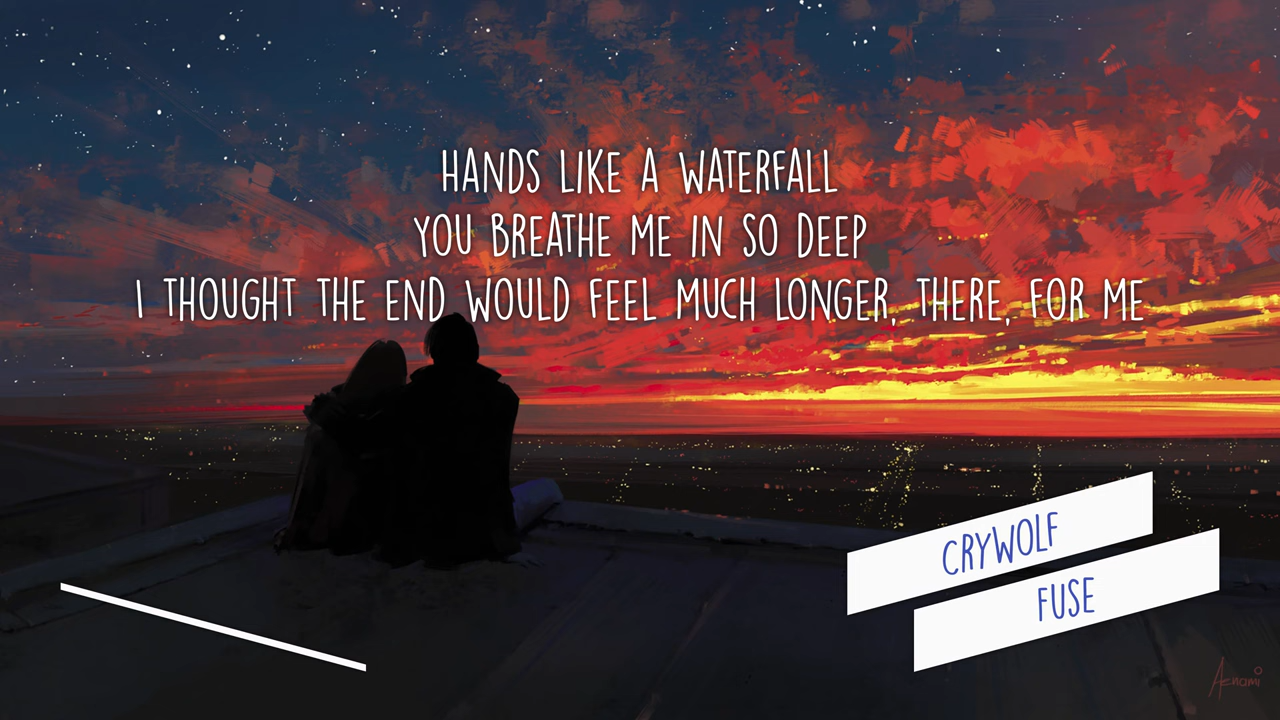 HANDS LIKE A WATERFALL
YOU BREATHE ME IN SO DEEP
I THOUGHT THE END WOULD FEEL MUCH LONGER, THERE, FOR ME
CRYWOLF
FUSE
Aenami